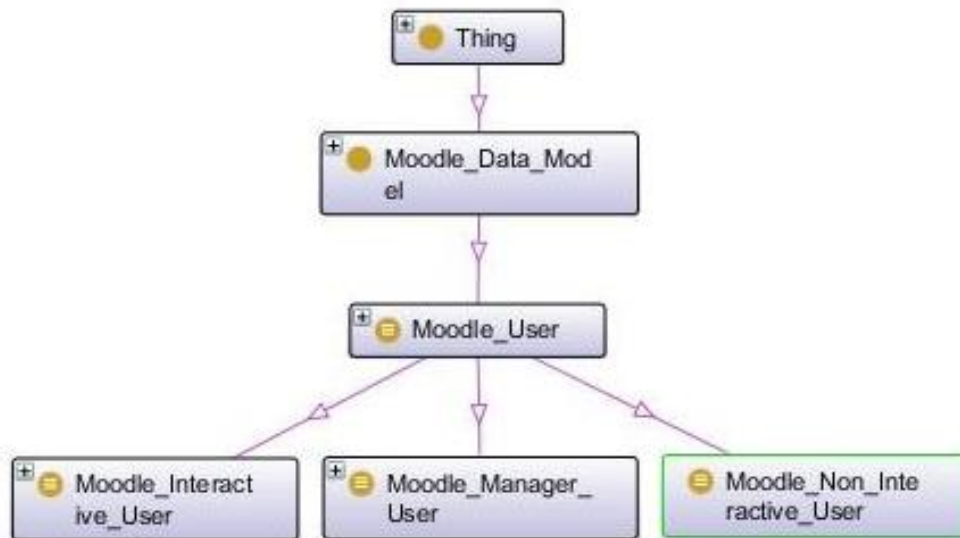 Thing
Moodle_Data_Mod
el
Moodle_User
Moodle_Interact
ive_User
Moodle_Manager_
User
Moodle_Non_Inte
ractive_User